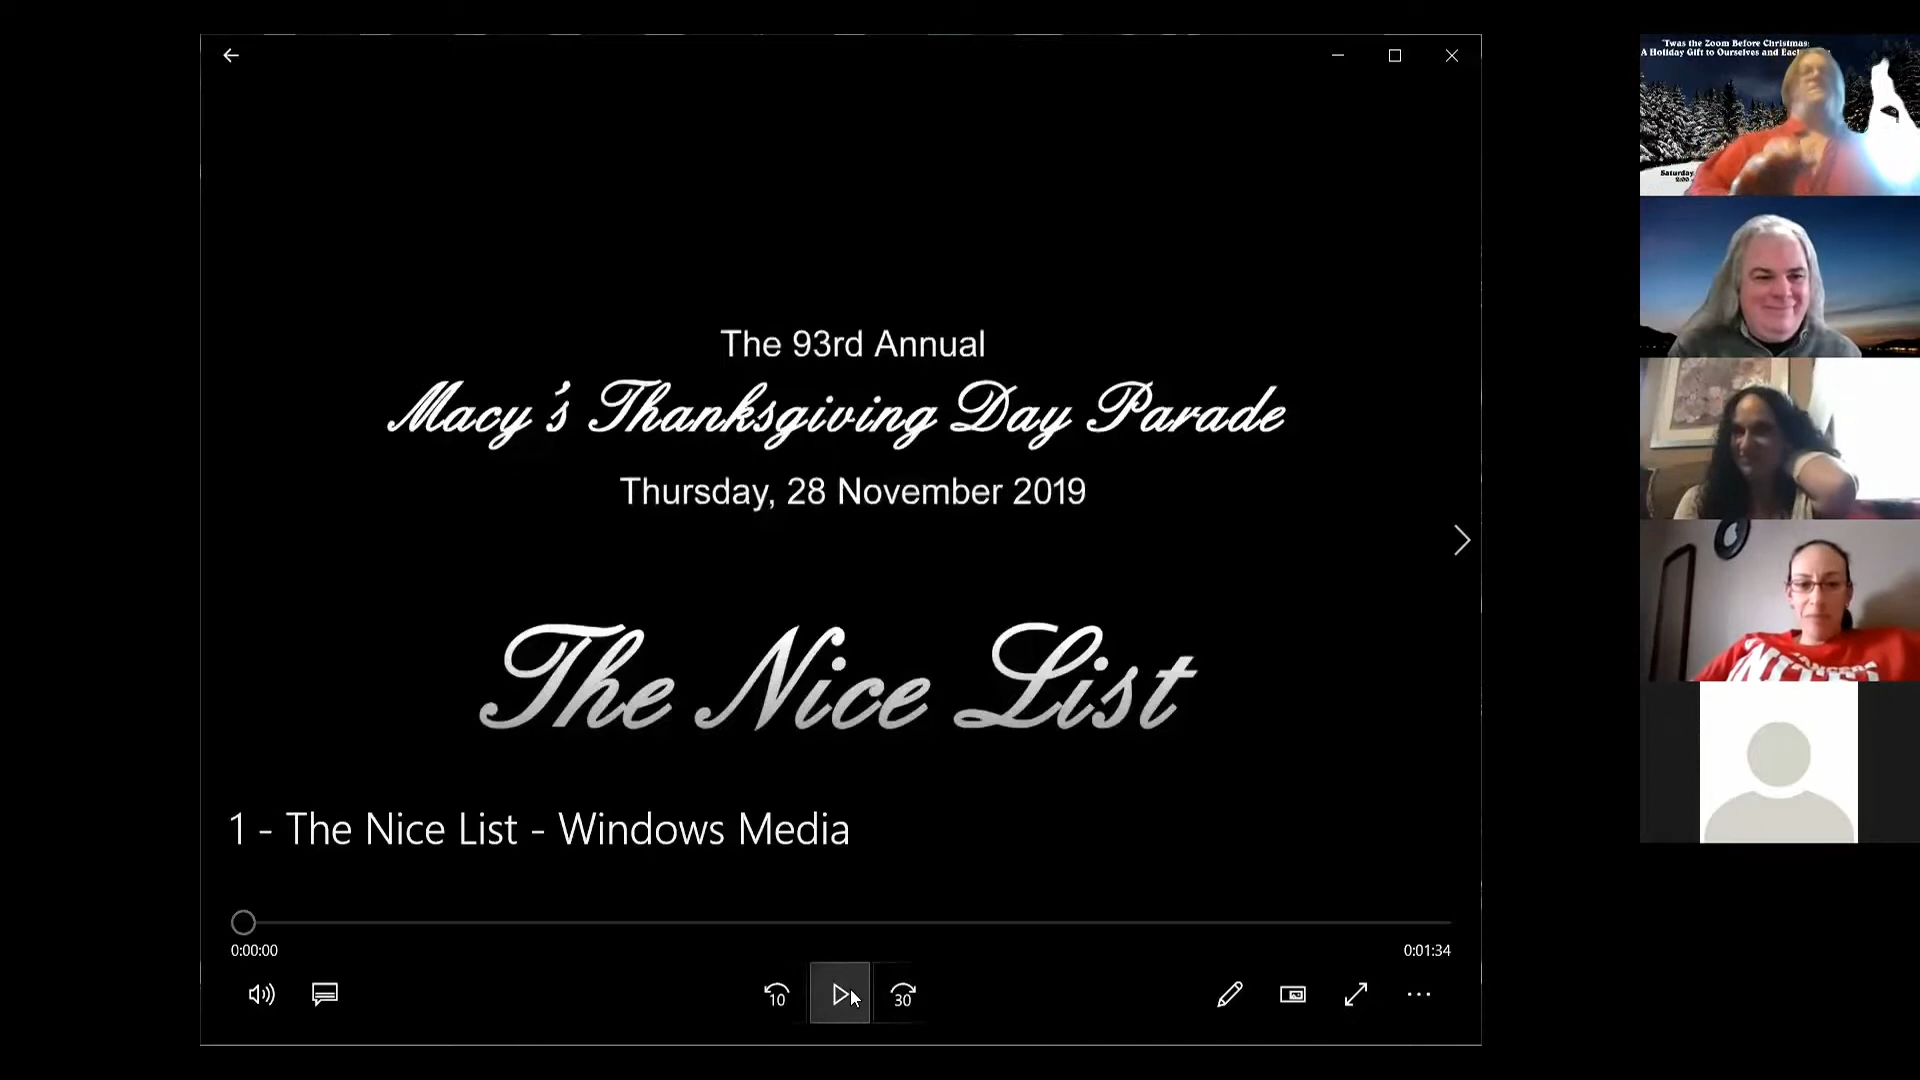 The 93rd Annual
Macy's Thanksgiving Day Parade
Thursday, 28 November 2019
The Nice List
1 - The Nice List - Windows Media
0:00:00
0:01:34
10
30
'Twas the Zoom Before Christmas:
A Holiday Gift to Ourselves and
Saturday